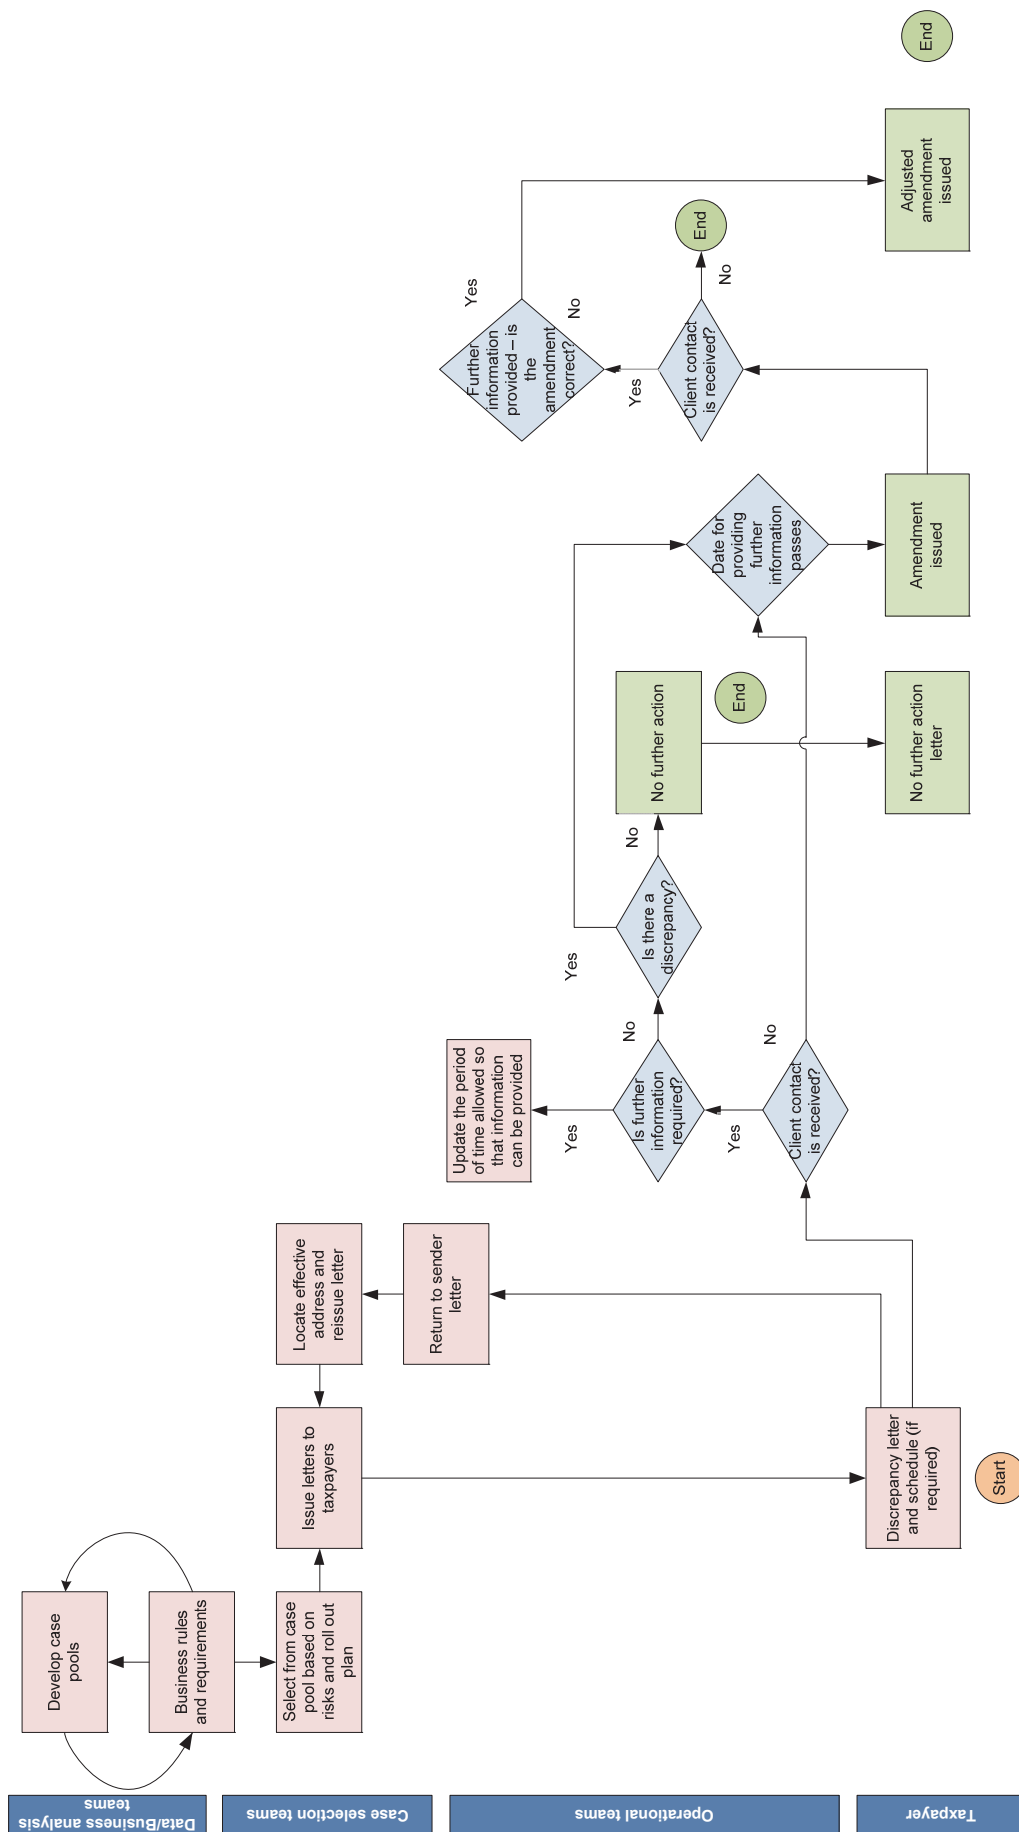 Data/Business analysis
teams
Case selection teams
Operational teams
Taxpayer
Develop case
pools
Business rules
and requirements
Select from case
pool based on
risks and roll out
plan
Issue letters to
taxpayers
Locate effective
address and
reissue letter
Return to sender
letter
Discrepancy letter
and schedule (if
required)
Start
Client contact
is received?
Yes
No
Is further
information
required?
Yes
No
Update the period
of time allowed so
that information
can be provided
Is there a
discrepancy?
Yes
No
No further action
End
No further action
letter
Date for
providing
further
information
passes
Amendment
issued
Client contact
is received?
Yes
No
End
Further
information
provided – is
the
amendment
correct?
Yes
No
Adjusted
amendment
issued
End